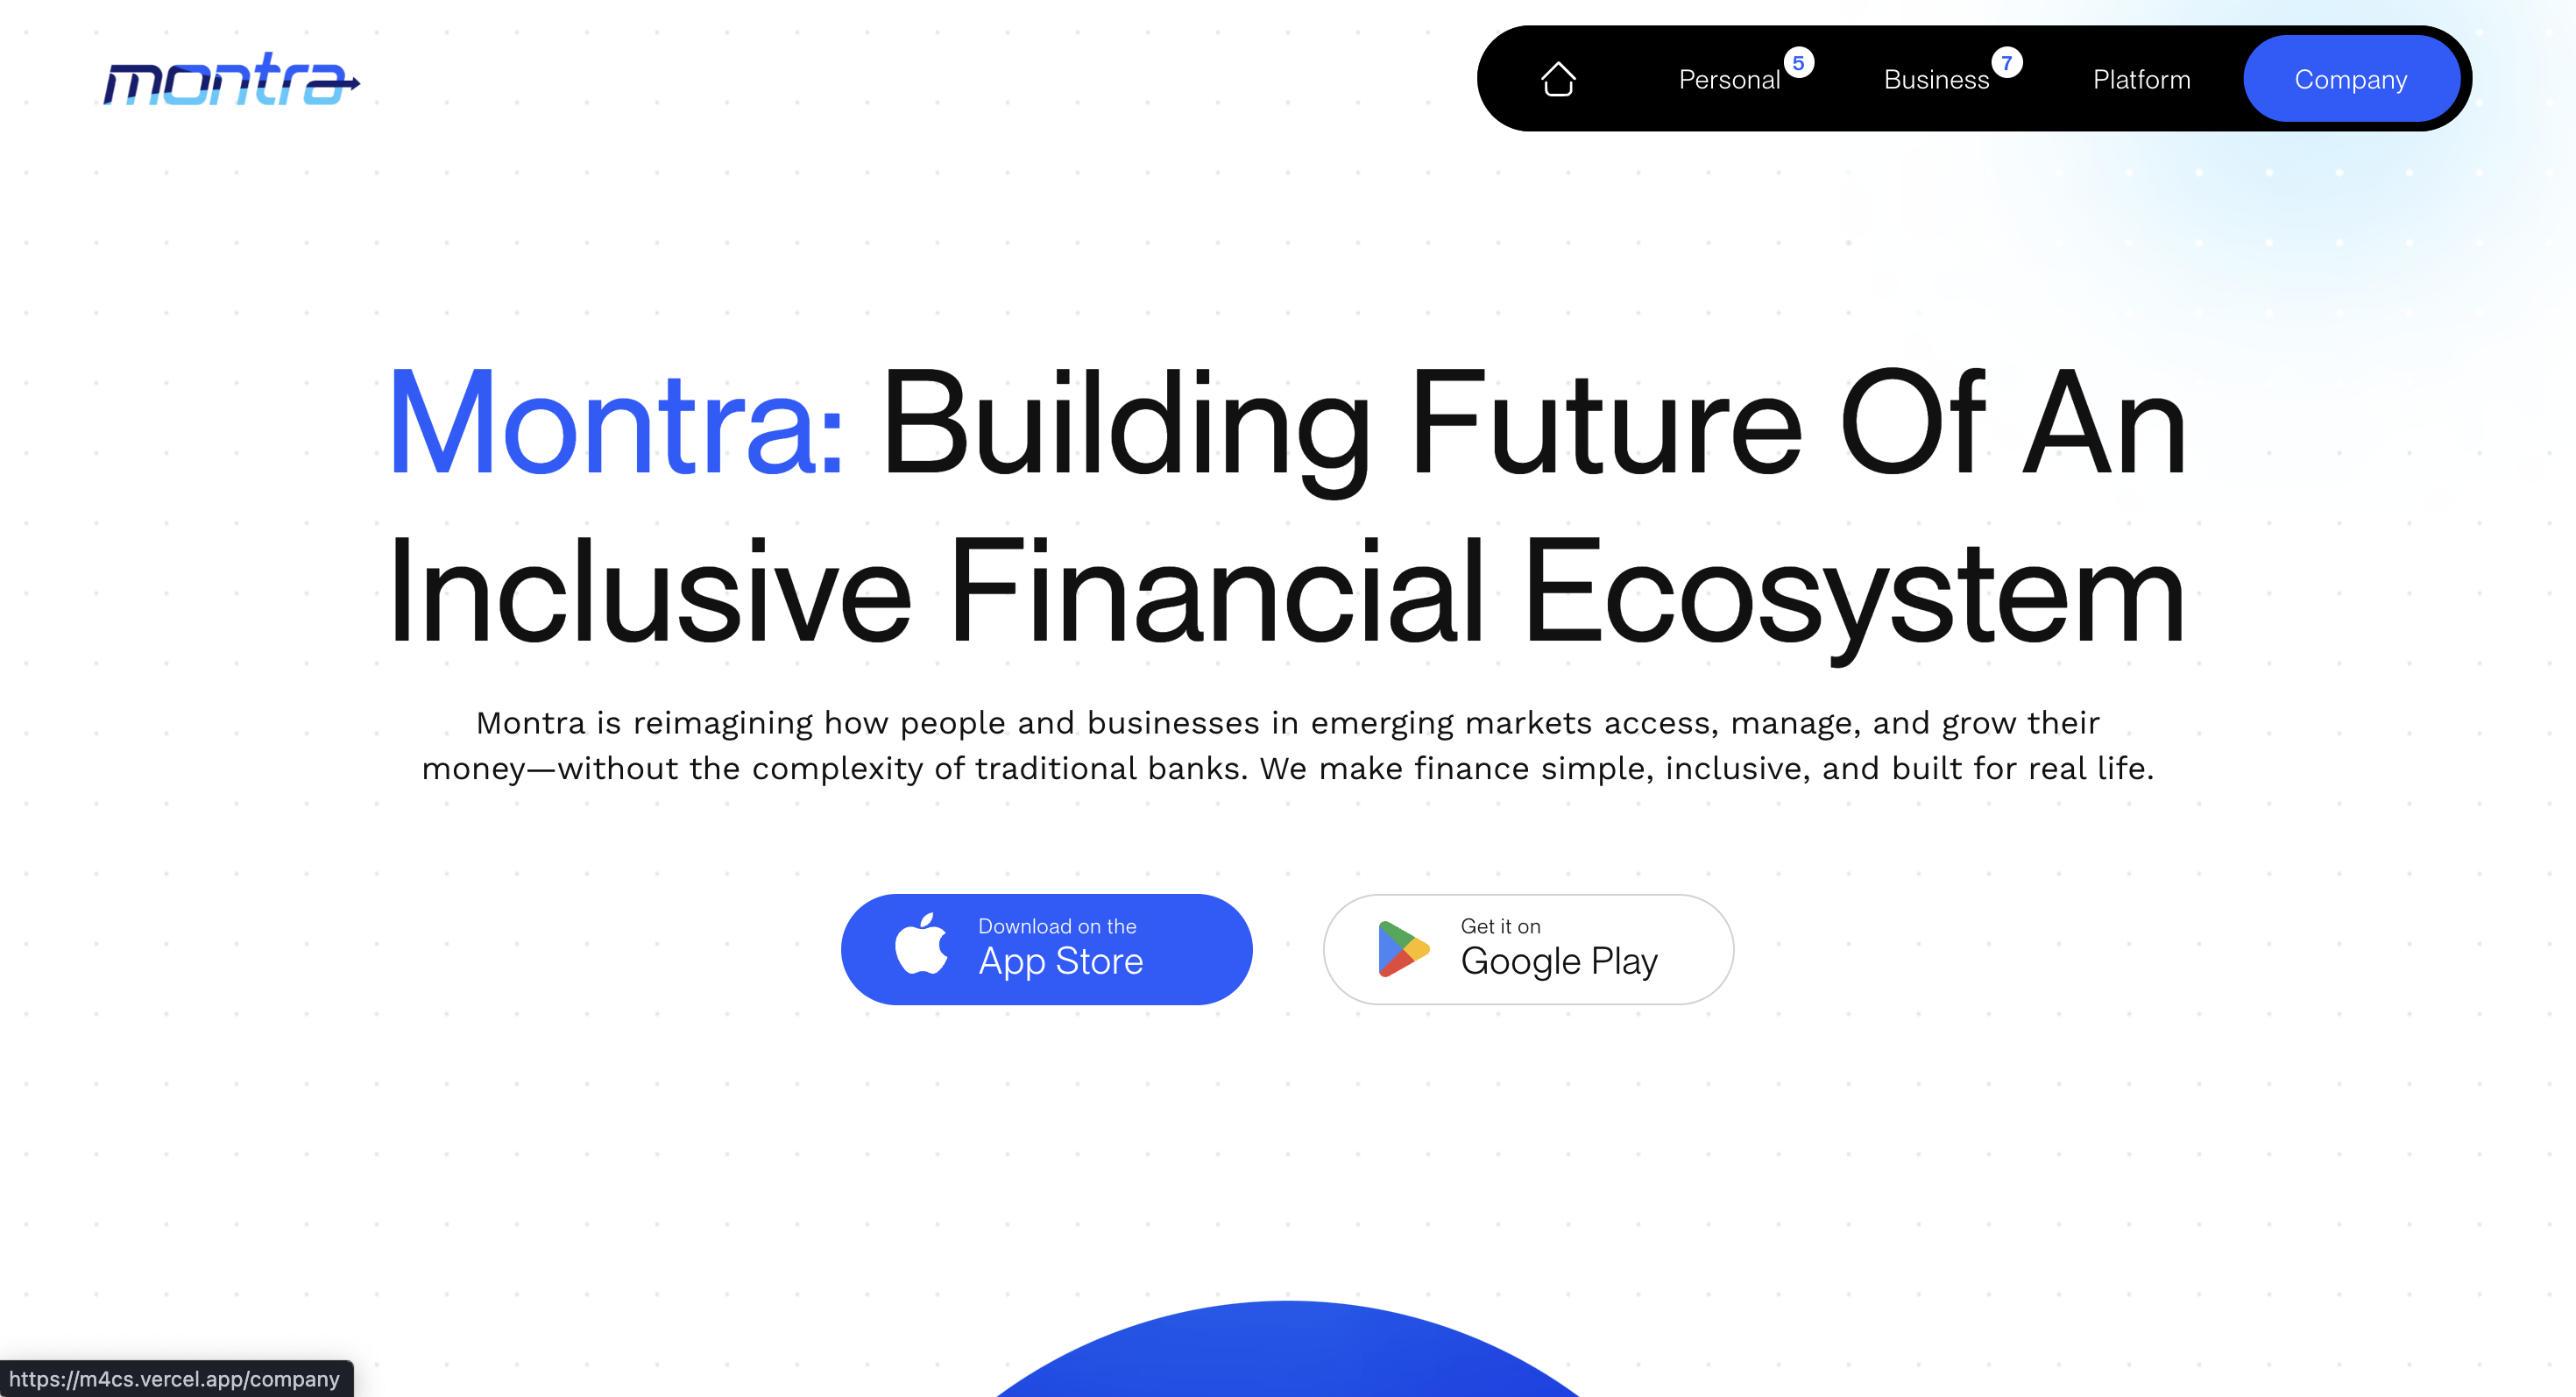 montra
Personal 5
Business 7
Platform
Company
Montra: Building Future Of An
Inclusive Financial Ecosystem
Montra is reimagining how people and businesses in emerging markets access, manage, and grow their
money—without the complexity of traditional banks. We make finance simple, inclusive, and built for real life.
Download on the
App Store
Get it on
Google Play
https://m4cs.vercel.app/company